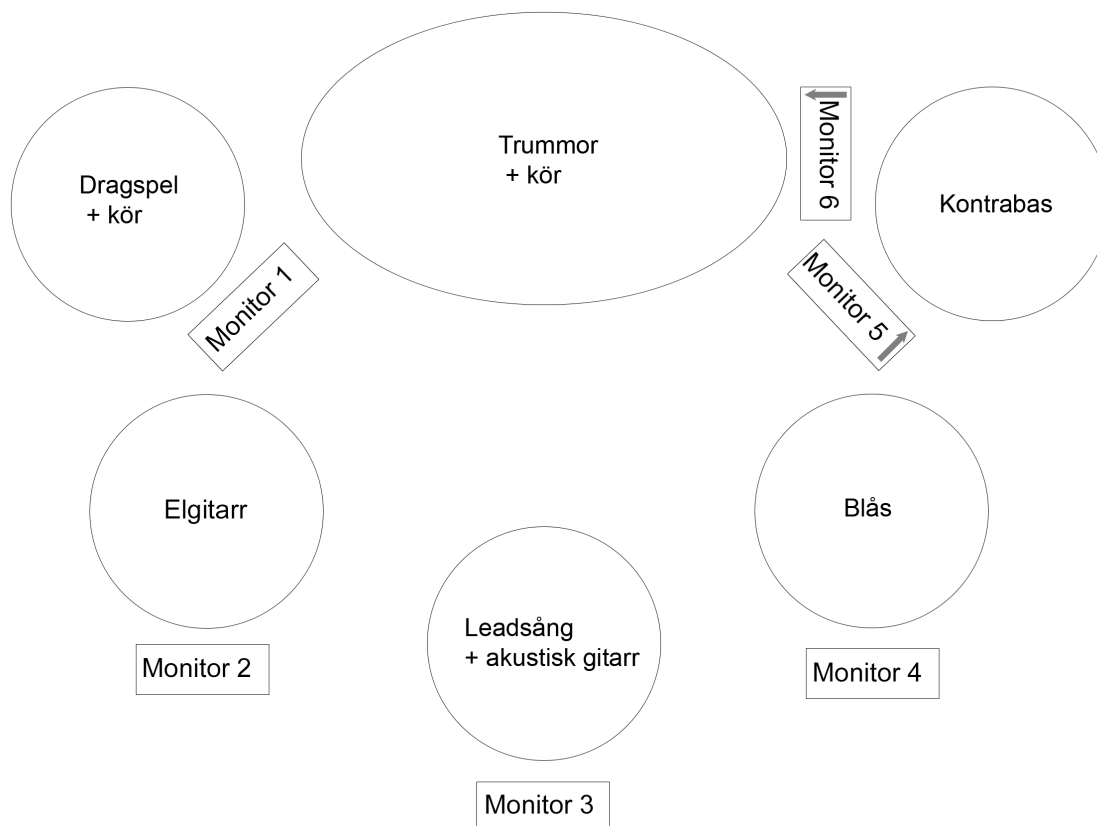 Trummor
+ kör
Dragspel
+ kör
Monitor 6
Kontrabas
Monitor 1
Monitor 5
Elgitarr
Blås
Leadsång
+ akustisk gitarr
Monitor 2
Monitor 4
Monitor 3